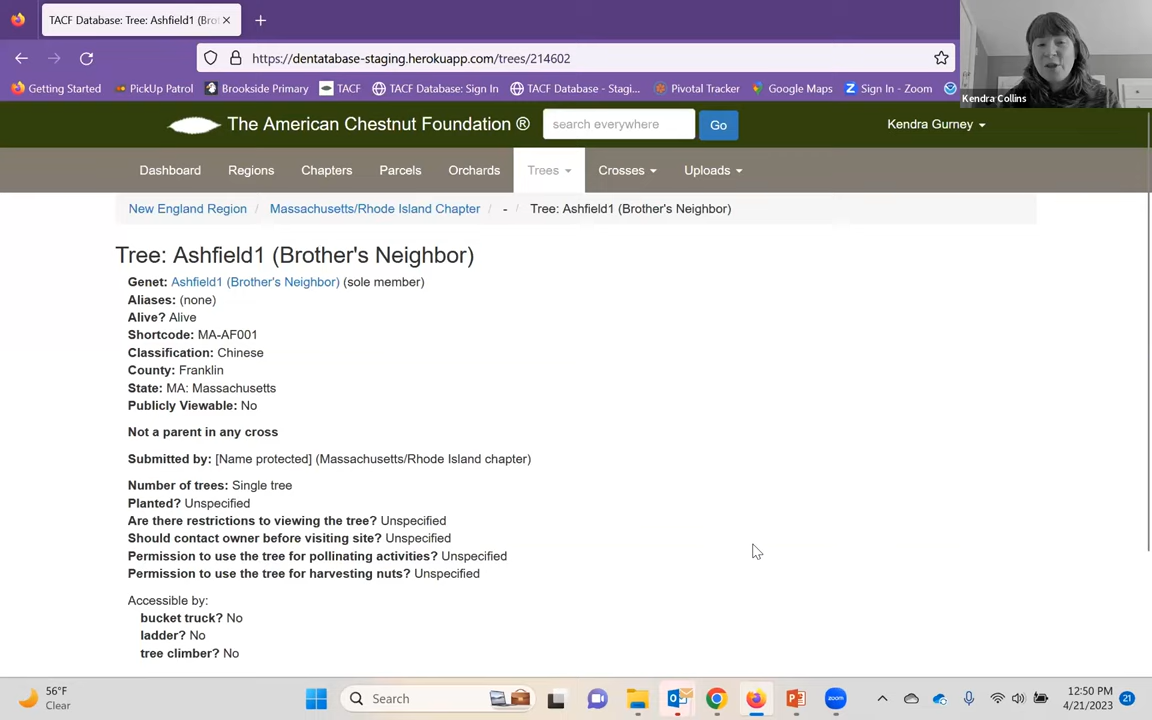 TACF Database: Tree: Ashfield1 (Bro
https://dentatabase-staging.herokuapp.com/trees/214602
Getting Started
PickUp Patrol
Brookside Primary
TACF
TACF Database: Sign In
TACF Database - Stagi...
Pivotal Tracker
Google Maps
Sign In - Zoom
Kendra Collins
The American Chestnut Foundation ®
search everywhere
Go
Kendra Gurney
Dashboard
Regions
Chapters
Parcels
Orchards
Trees
Crosses
Uploads
New England Region / Massachusetts/Rhode Island Chapter / - / Tree: Ashfield1 (Brother's Neighbor)
Tree: Ashfield1 (Brother's Neighbor)
Genet: Ashfield1 (Brother's Neighbor) (sole member)
Aliases: (none)
Alive? Alive
Shortcode: MA-AF001
Classification: Chinese
County: Franklin
State: MA: Massachusetts
Publicly Viewable: No
Not a parent in any cross
Submitted by: [Name protected] (Massachusetts/Rhode Island chapter)
Number of trees: Single tree
Planted? Unspecified
Are there restrictions to viewing the tree? Unspecified
Should contact owner before visiting site? Unspecified
Permission to use the tree for pollinating activities? Unspecified
Permission to use the tree for harvesting nuts? Unspecified
Accessible by:
bucket truck? No
ladder? No
tree climber? No
56°F
Clear
Search
zoom
12:50 PM
4/21/2023
21